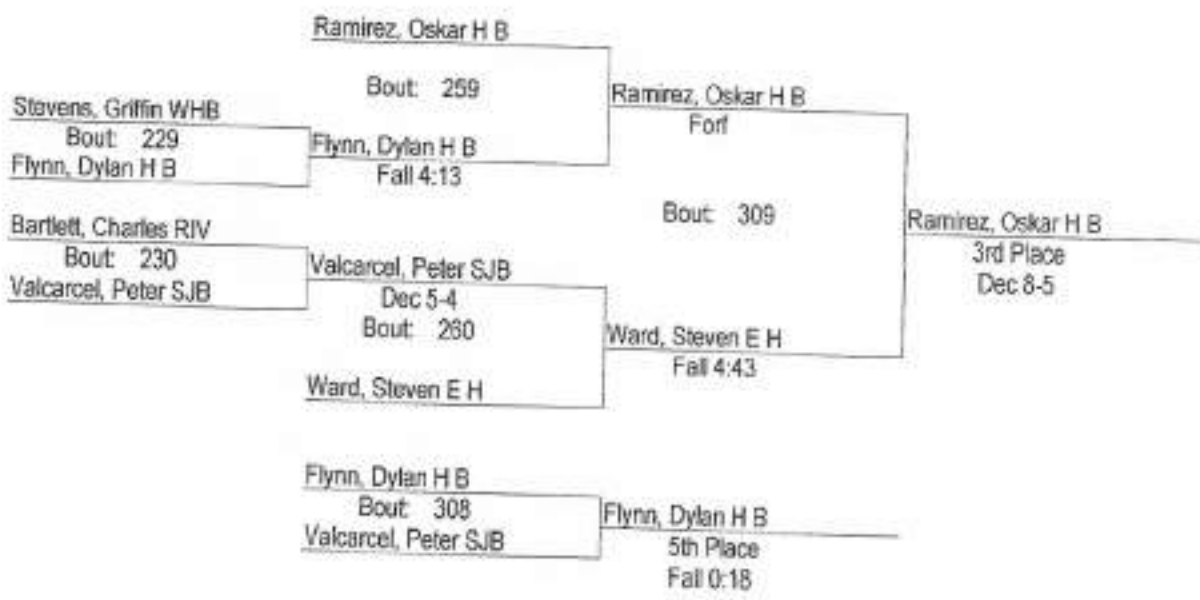 Ramirez, Oskar H B
Bout: 259
Stevens, Griffin WHB
Bout: 229
Flynn, Dylan H B
Flynn, Dylan H B
Fall 4:13
Ramirez, Oskar H B
Forf
Bartlett, Charles RIV
Bout: 230
Valcarcel, Peter SJB
Valcarcel, Peter SJB
Dec 5-4
Bout: 260
Ward, Steven E H
Bout: 309
Ward, Steven E H
Fall 4:43
Ramirez, Oskar H B
3rd Place
Dec 8-5
Flynn, Dylan H B
Bout: 308
Valcarcel, Peter SJB
Flynn, Dylan H B
5th Place
Fall 0:18